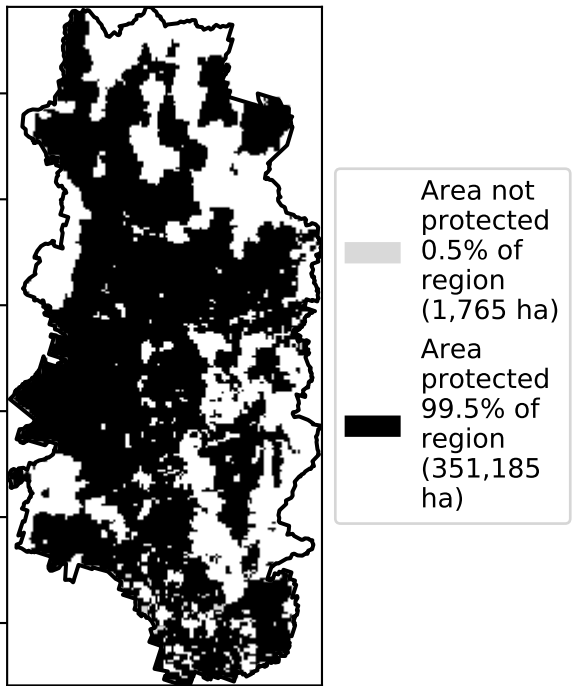 Area not
protected
0.5% of
region
(1,765 ha)
Area
protected
99.5% of
region
(351,185
ha)